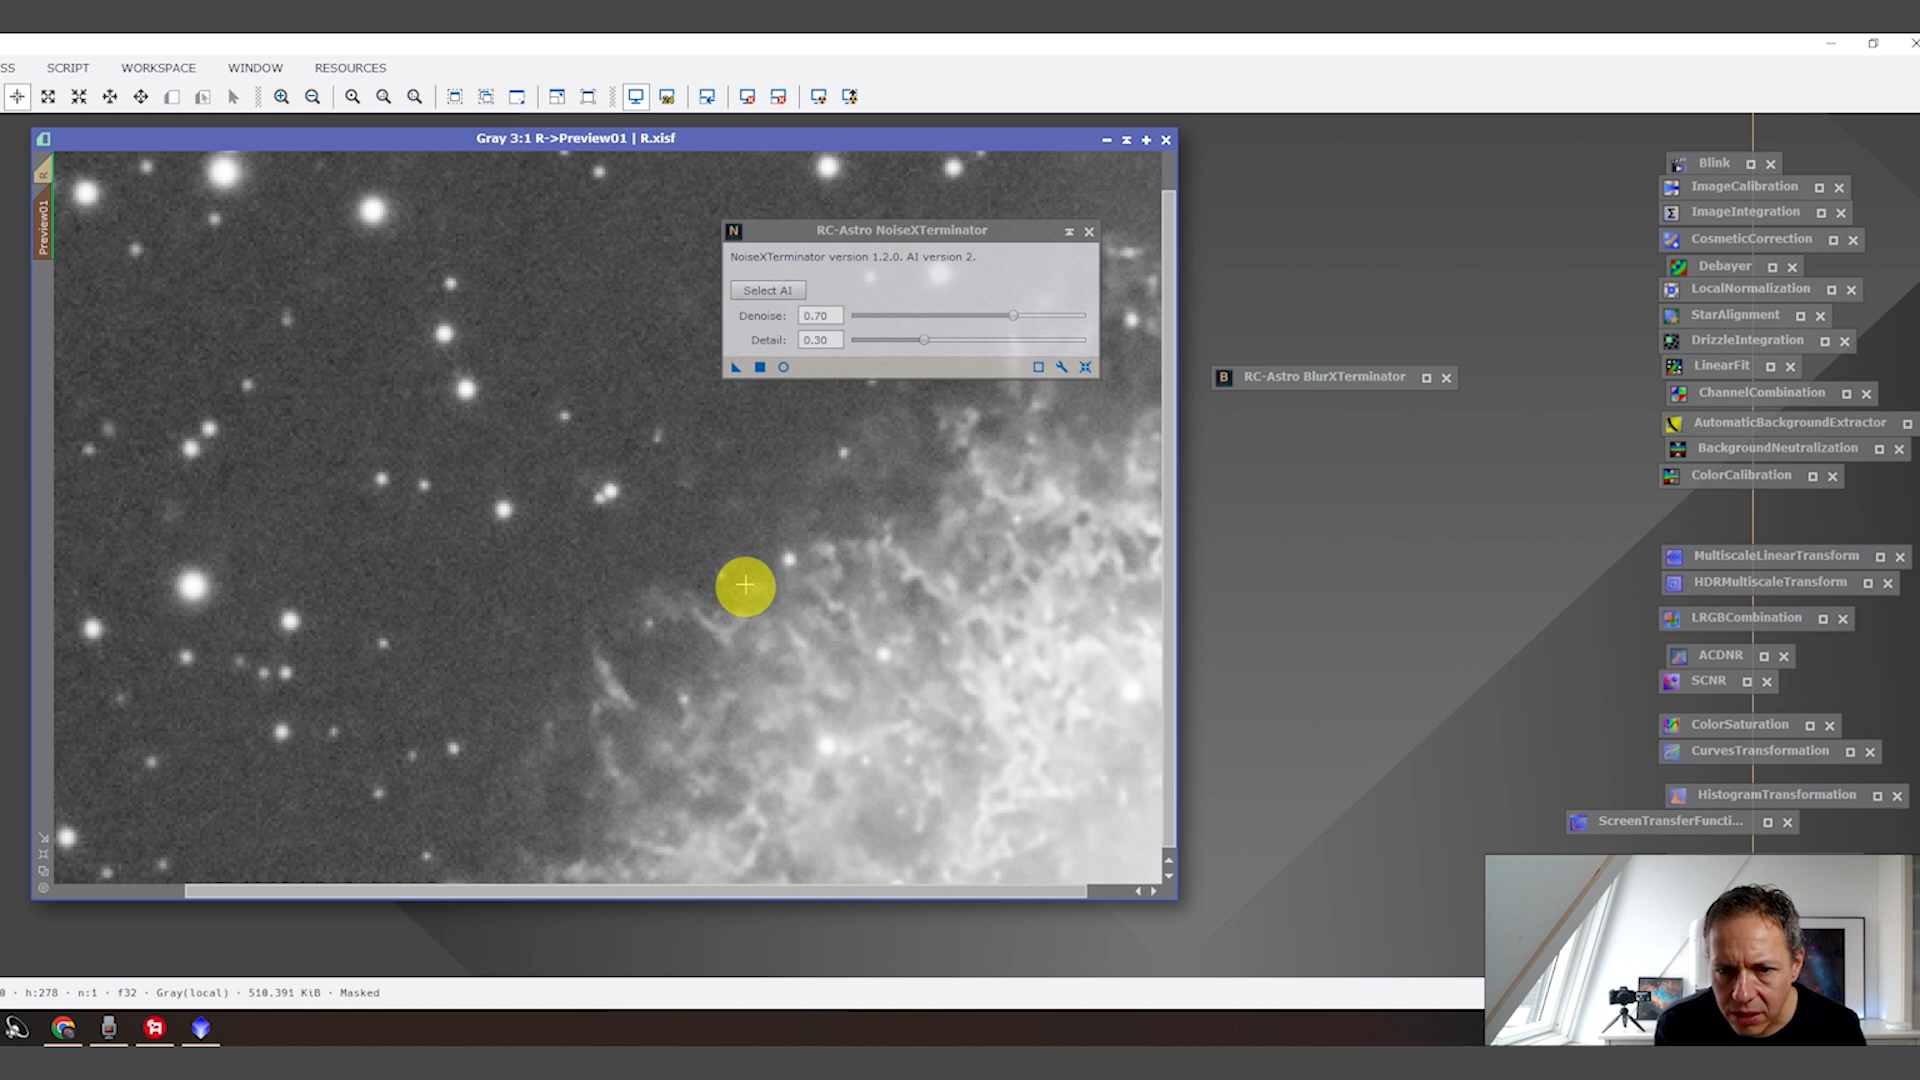 SS SCRIPT WORKSPACE WINDOW RESOURCES
Gray 3:1 R->Preview01 | R.xisf
R
Preview01
RC-Astro NoiseXTerminator
NoiseXTerminator version 1.2.0. AI version 2.
Select AI
Denoise: 0.70
Detail: 0.30
RC-Astro BlurXTerminator
Blink
ImageCalibration
ImageIntegration
CosmeticCorrection
Debayer
LocalNormalization
StarAlignment
DrizzleIntegration
LinearFit
ChannelCombination
AutomaticBackgroundExtractor
BackgroundNeutralization
ColorCalibration
MultiscaleLinearTransform
HDRMultiscaleTransform
LRGBCombination
ACDNR
SCNR
ColorSaturation
CurvesTransformation
HistogramTransformation
ScreenTransferFuncti...
0 · h:278 · n:1 · f32 · Gray(local) · 510.391 KiB · Masked